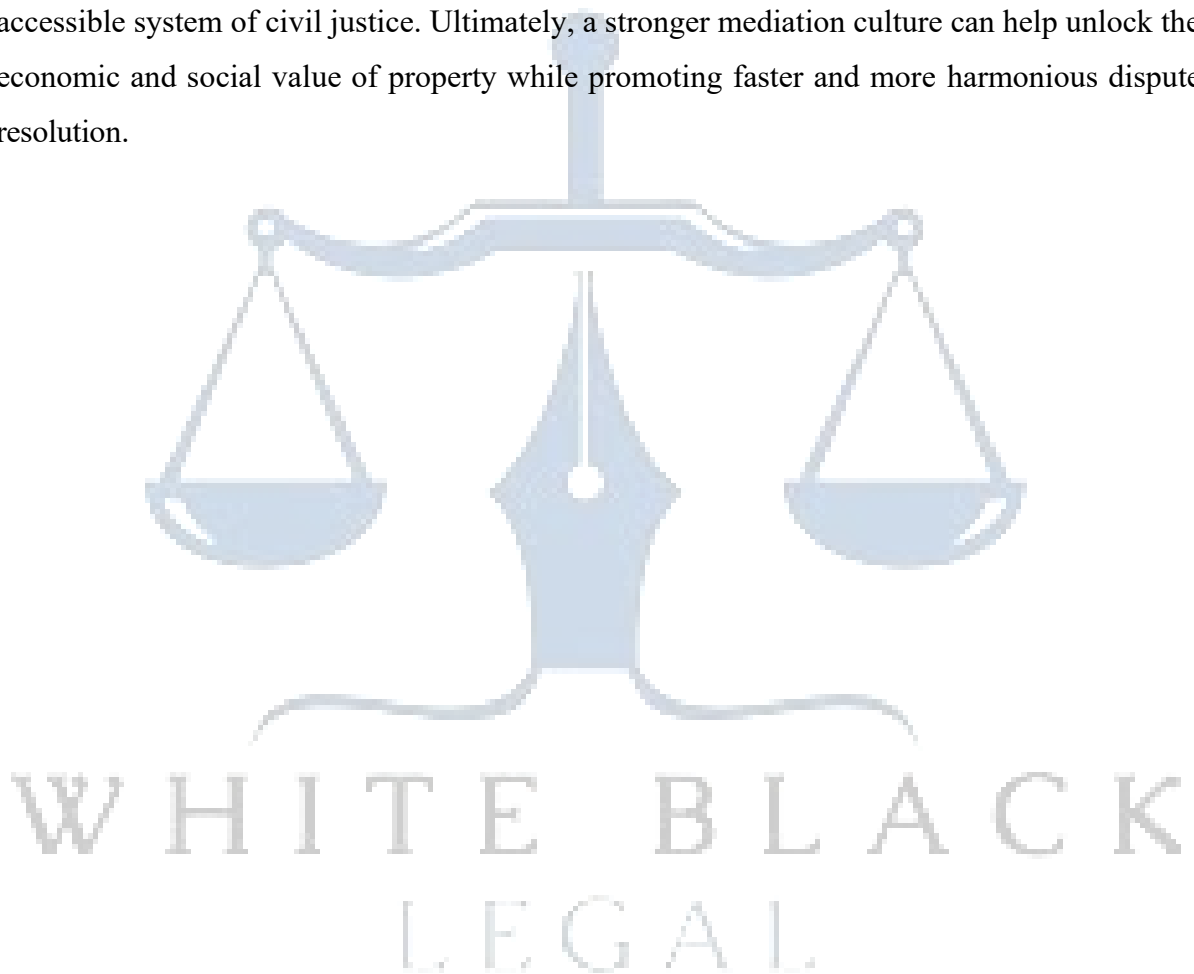 accessible system of civil justice. Ultimately, a stronger mediation culture can help unlock the
economic and social value of property while promoting faster and more harmonious dispute
resolution.
WHITE BLACK
LEGAL